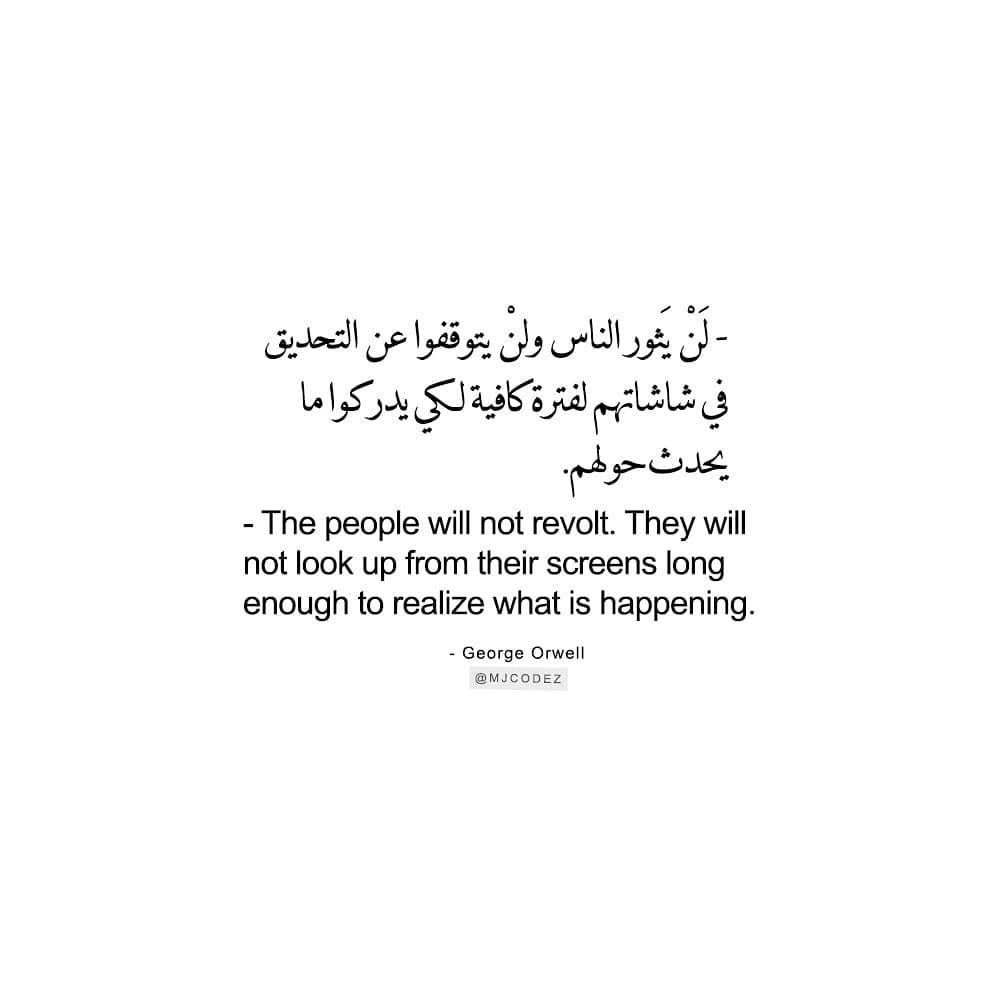 - لَنْ يَثور الناس ولنْ يتوقفوا عن التحديق
في شاشاتهم لفترة كافية لكي يدركوا ما
يحدث حولهم.
- The people will not revolt. They will
not look up from their screens long
enough to realize what is happening.
- George Orwell
@MJCODEZ